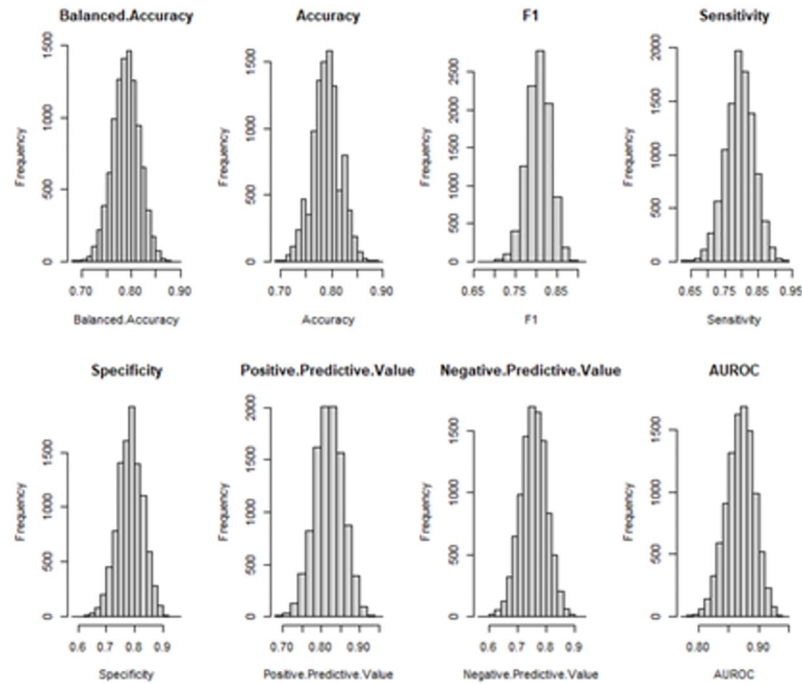 Balanced.Accuracy Accuracy F1 Sensitivity
Frequency Frequency Frequency Frequency
0 500 1000 1500
0 500 1000 1500
0 500 1000 1500 2000 2500
0 500 1000 1500 2000
0.70 0.80 0.90 0.70 0.80 0.90 0.65 0.75 0.85 0.65 0.75 0.85 0.95
Balanced.Accuracy Accuracy F1 Sensitivity
Specificity Positive.Predictive.Value Negative.Predictive.Value AUROC
Frequency Frequency Frequency Frequency
0 500 1000 1500
0 500 1000 1500 2000
0 500 1000 1500
0 500 1000 1500
0.6 0.7 0.8 0.9 0.70 0.80 0.90 0.6 0.7 0.8 0.9 0.80 0.90
Specificity Positive.Predictive.Value Negative.Predictive.Value AUROC